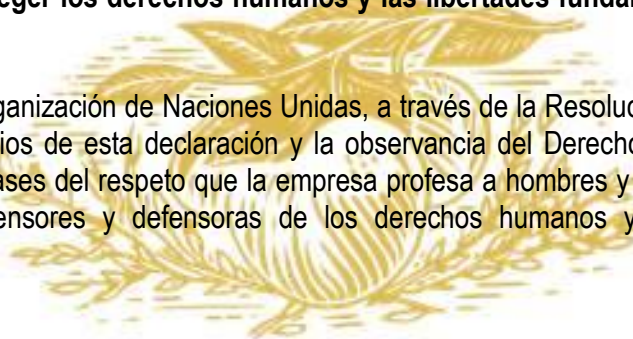 eger los derechos humanos y las libertades funda
ganización de Naciones Unidas, a través de la Resoluc
ios de esta declaración y la observancia del Derecho
ases del respeto que la empresa profesa a hombres y
ensores y defensoras de los derechos humanos y